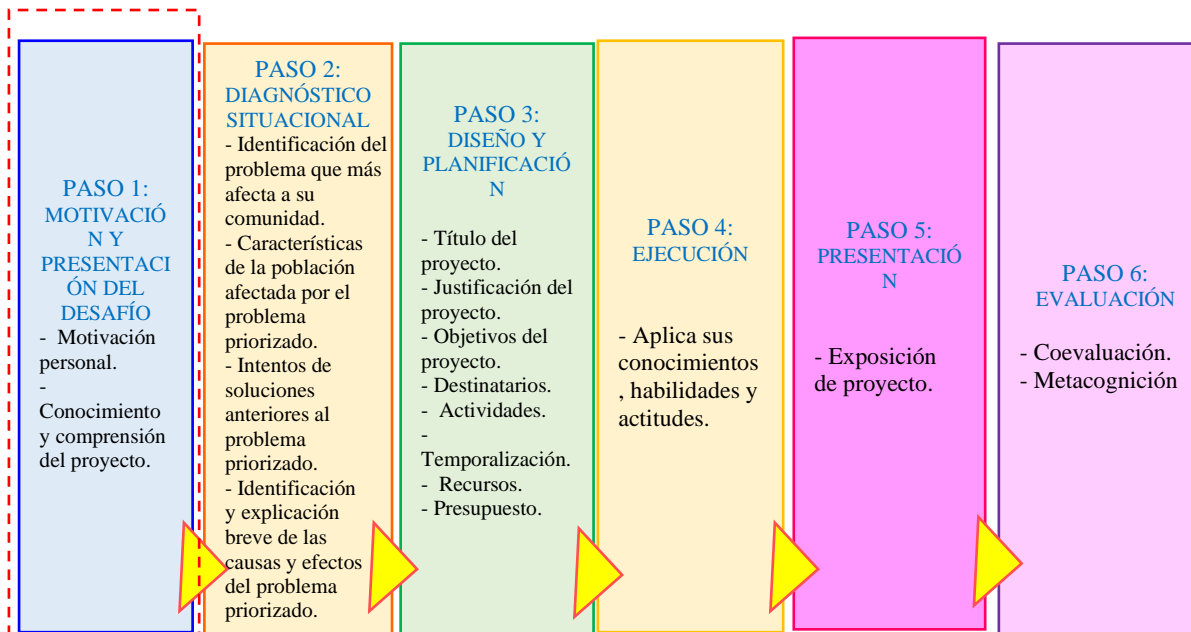 PASO 1:
MOTIVACIÓ
N Y
PRESENTACI
ÓN DEL
DESAFÍO
- Motivación
personal.
-
Conocimiento
y comprensión
del proyecto.
PASO 2:
DIAGNÓSTICO
SITUACIONAL
- Identificación del
problema que más
afecta a su
comunidad.
- Características
de la población
afectada por el
problema
priorizado.
- Intentos de
soluciones
anteriores al
problema
priorizado.
- Identificación
y explicación
breve de las
causas y efectos
del problema
priorizado.
PASO 3:
DISEÑO Y
PLANIFICACIÓ
N
- Título del
proyecto.
- Justificación del
proyecto.
- Objetivos del
proyecto.
- Destinatarios.
- Actividades.
-
Temporalización.
- Recursos.
- Presupuesto.
PASO 4:
EJECUCIÓN
- Aplica sus
conocimientos
, habilidades y
actitudes.
PASO 5:
PRESENTACIÓ
N
- Exposición
de proyecto.
PASO 6:
EVALUACIÓN
- Coevaluación.
- Metacognición